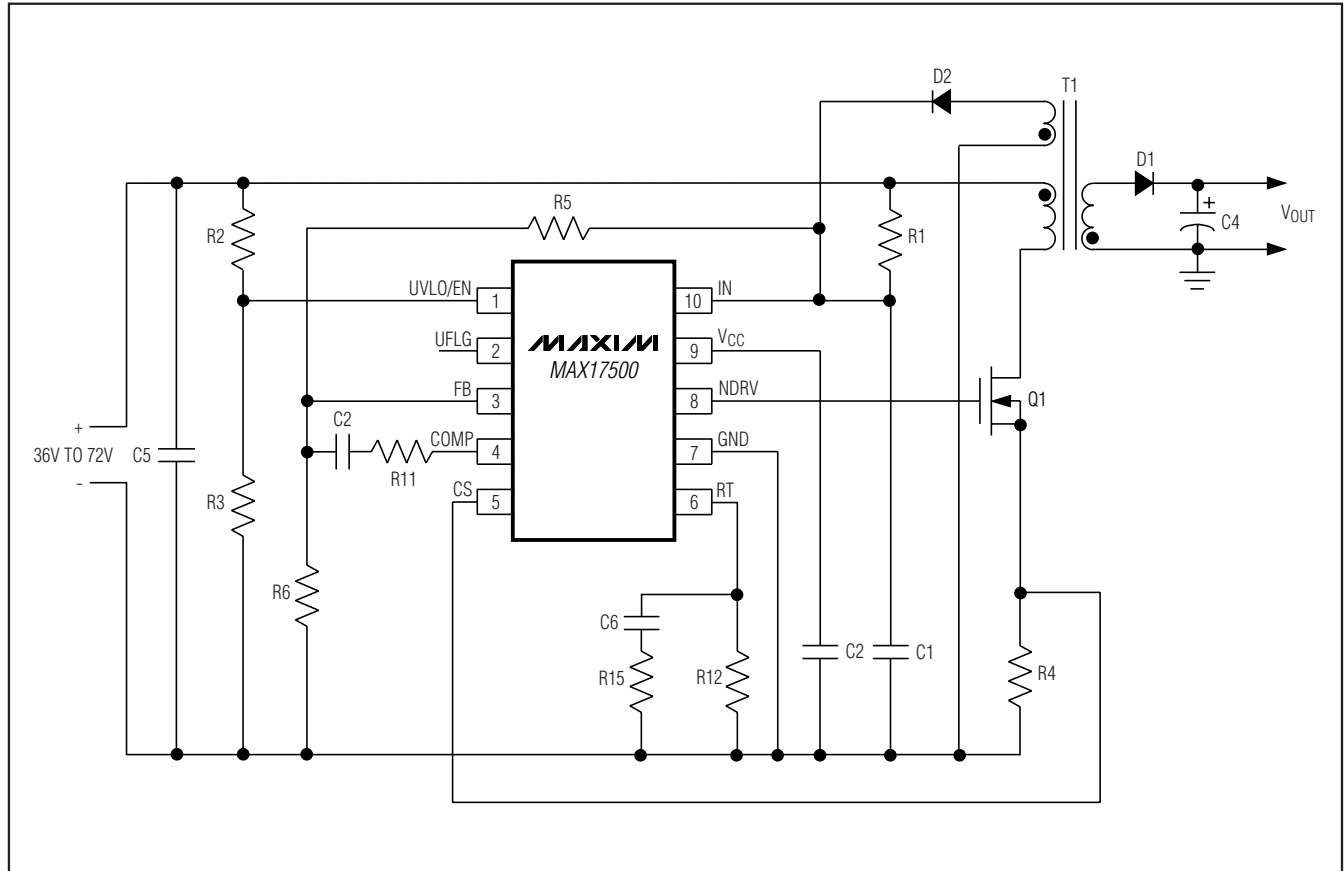 D2
T1
D1
VOUT
C4
R5
R2
R1
UVLO/EN
1
10
IN
UFLG
2
MAXIM
MAX17500
9
VCC
FB
3
8
NDRV
Q1
C2
R11
COMP
4
7
GND
CS
5
6
RT
+
36V TO 72V
-
C5
R3
R6
C6
R15
R12
C2
C1
R4
+